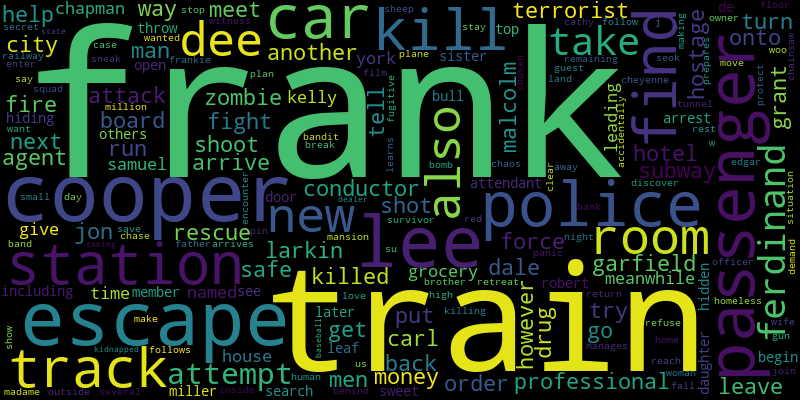 frank
train
cooper
lee
police
passenger
station
escape
track
find
kill
take
car
dee
new
also
room
ferdinand
another
terrorist
hostage
help
chapman
way
meet
throw
stop
secret
city
man
york
fire
attack
zombie
kelly
tell
sister
top
stay
plane
malcolm
onto
turn
grant
de
floor
owner
making
hiding
next
agent
board
others
run
samuel
arrive
shoot
fight
bull
fugitive
learns
leading
accidentally
hotel
subway
arrest
rest
conductor
attendant
shot
force
dale
rescue
jon
give
larkin
safe
killed
grocery
garfield
meanwhile
robert
try
go
hidden
daughter
leave
begin
professional
order
drug
however
put
carl
back
money
sweet
men
get
leaf
later
time
member
named
see
including
house
attempt
miller
search
madame
outside
several
inside
behind
kidnapped
follows
make
show
taking
human
us
baseball
love
mansion
su
red
survivor
dealer
brother
retreat
high
killing
night
panic
bank
officer
homeless
demand
situation
gun
wife
join
reach
woman
fall
manages
refuse
home
return
discover
edgar
protect
chainsaw
woo
move
prepares
cheyenne
seok
land
guest
remaining
cathy
follow
sheep
witness
state
film
plan
frankie
sneak
case
wanted
open
squad
million
bandit
break
bomb
chaos
away
clear
chosen
tunnel
railway
enter
say
want
small
day
door
encounter
band
chase
save
father
arrives
join
w
j